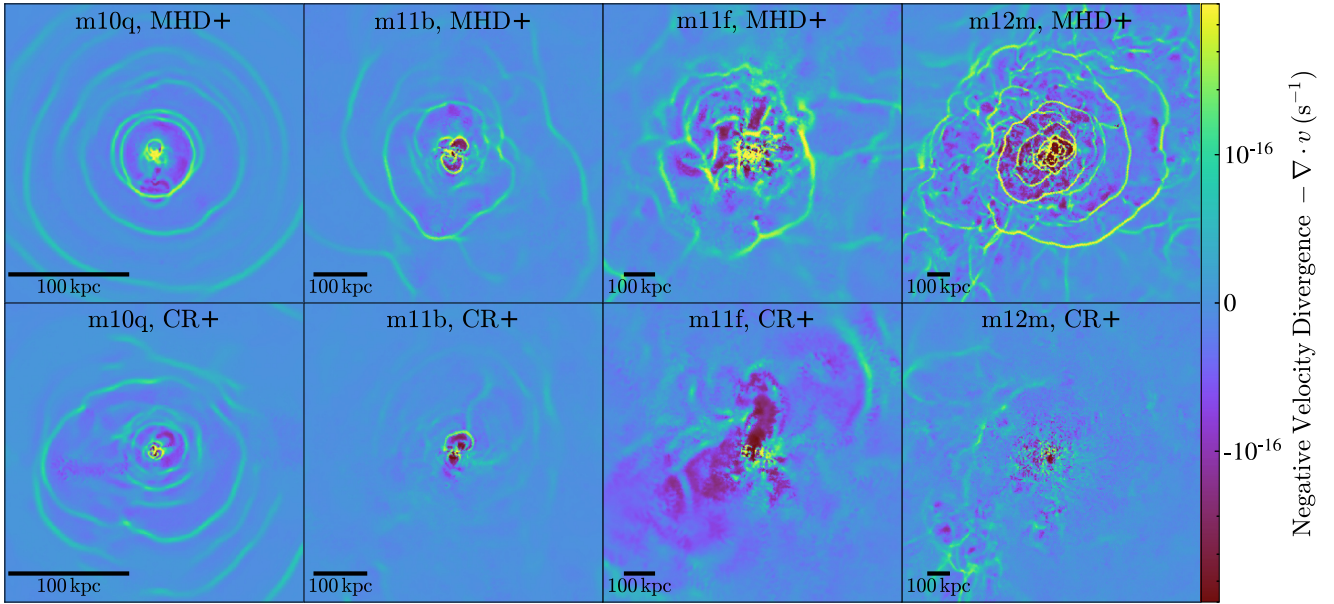 m10q, MHD+
m11b, MHD+
m11f, MHD+
m12m, MHD+
100 kpc
100 kpc
100 kpc
100 kpc
m10q, CR+
m11b, CR+
m11f, CR+
m12m, CR+
100 kpc
100 kpc
100 kpc
100 kpc
10⁻¹⁶
0
-10⁻¹⁶
Negative Velocity Divergence − ∇ · v (s⁻¹)